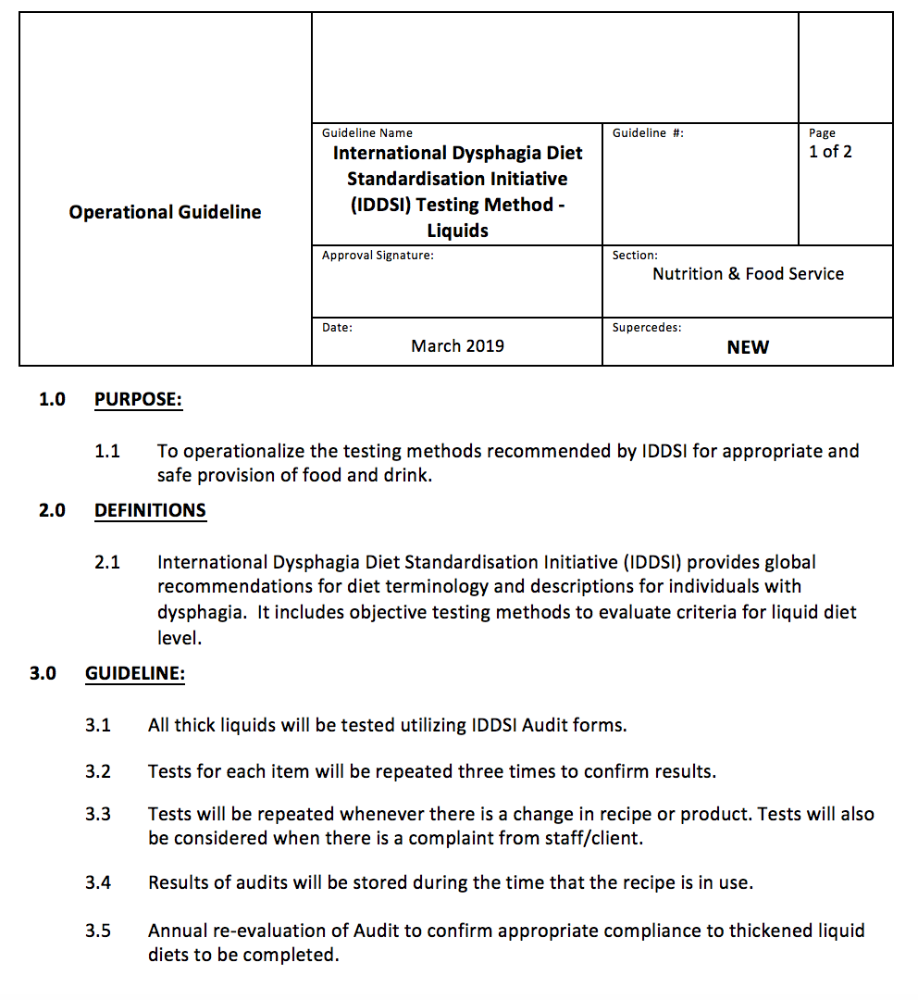 Operational Guideline
Guideline Name
International Dysphagia Diet
Standardisation Initiative
(IDDSI) Testing Method -
Liquids
Guideline #:
Page
1 of 2
Approval Signature:
Section:
Nutrition & Food Service
Date:
March 2019
Supercedes:
NEW
1.0 PURPOSE:
1.1 To operationalize the testing methods recommended by IDDSI for appropriate and
safe provision of food and drink.
2.0 DEFINITIONS
2.1 International Dysphagia Diet Standardisation Initiative (IDDSI) provides global
recommendations for diet terminology and descriptions for individuals with
dysphagia. It includes objective testing methods to evaluate criteria for liquid diet
level.
3.0 GUIDELINE:
3.1 All thick liquids will be tested utilizing IDDSI Audit forms.
3.2 Tests for each item will be repeated three times to confirm results.
3.3 Tests will be repeated whenever there is a change in recipe or product. Tests will also
be considered when there is a complaint from staff/client.
3.4 Results of audits will be stored during the time that the recipe is in use.
3.5 Annual re-evaluation of Audit to confirm appropriate compliance to thickened liquid
diets to be completed.